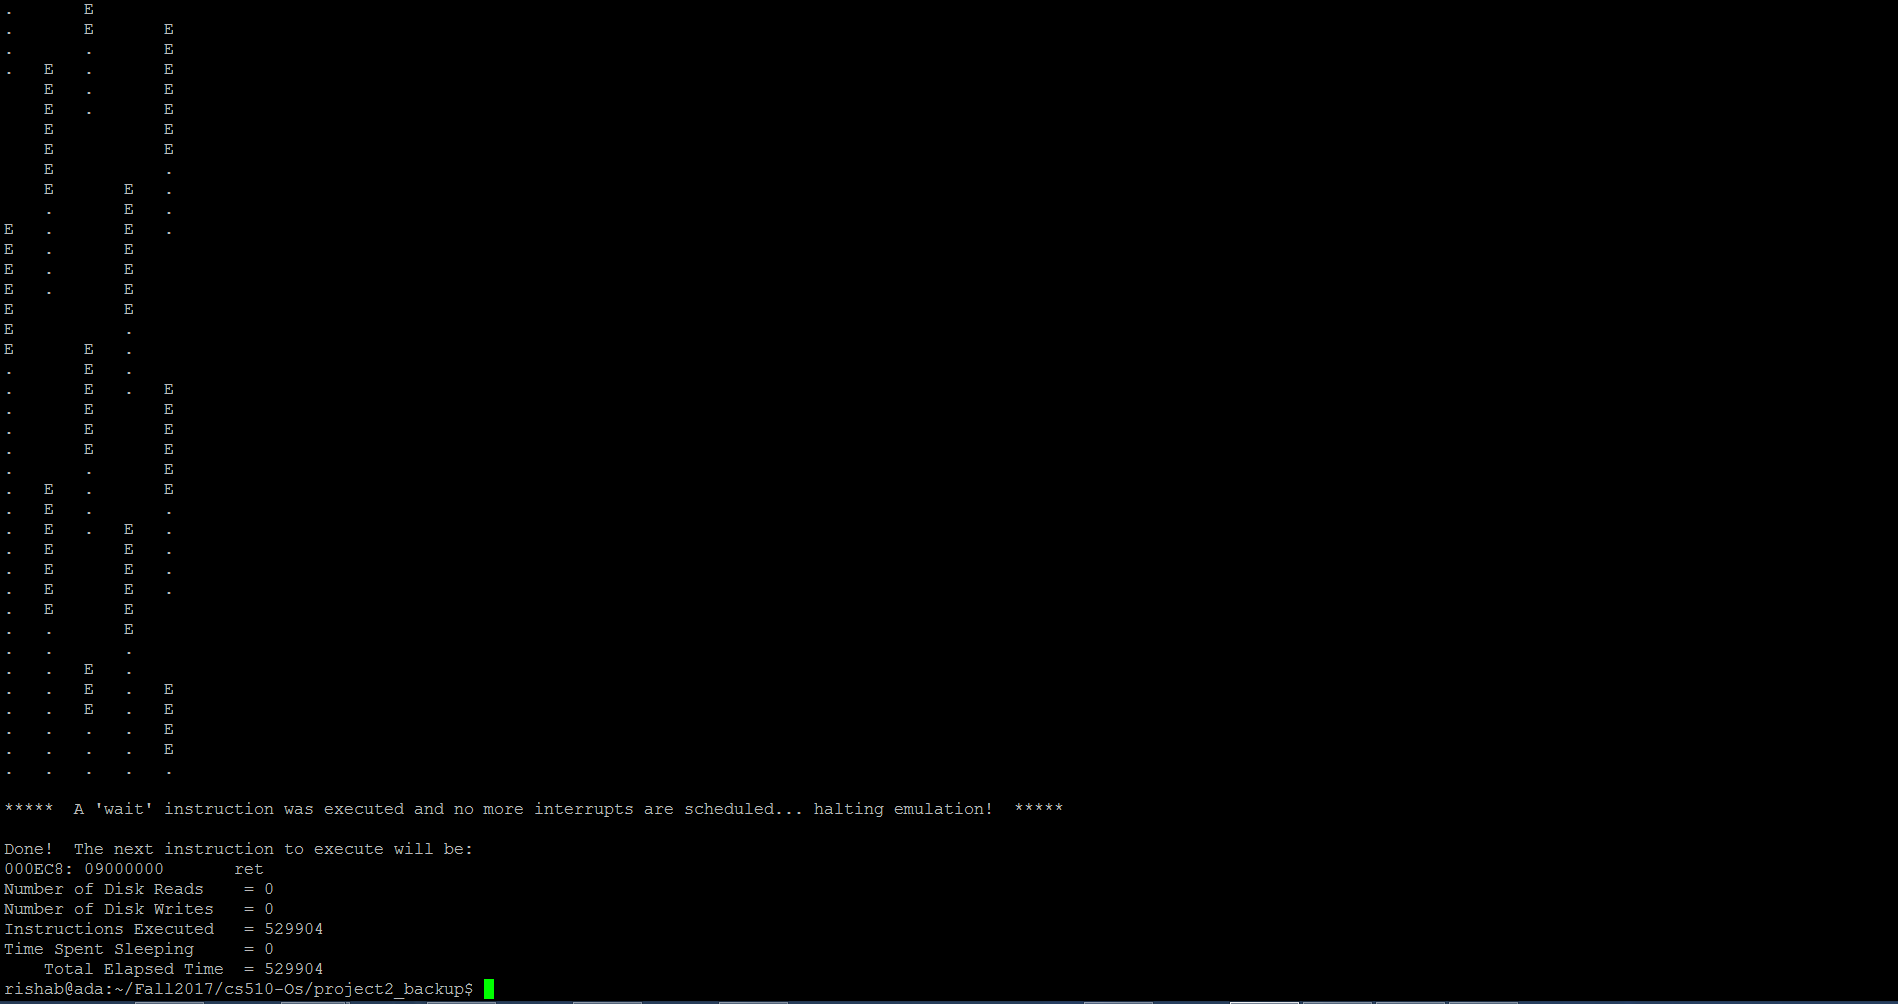 .       E
.       E       E
.       .       E
.   E   .       E
    E   .       E
    E   .       E
    E           E
    E           E
    E           .
    E       E   .
    .       E   .
E   .       E   .
E   .       E
E   .       E
E   .       E
E           E
E           .
E       E   .
.       E   .
.       E   .   E
.       E       E
.       E       E
.       E       E
.       .       E
.   E   .       E
.   E   .       .
.   E   .   E   .
.   E       E   .
.   E       E   .
.   E       E   .
.   E       E
.   .       E
.   .       .
.   .   E   .
.   .   E   .   E
.   .   E   .   E
.   .   .   .   E
.   .   .   .   E
.   .   .   .   .
*****  A 'wait' instruction was executed and no more interrupts are scheduled... halting emulation!  *****
Done!  The next instruction to execute will be:
000EC8: 09000000       ret
Number of Disk Reads    = 0
Number of Disk Writes   = 0
Instructions Executed   = 529904
Time Spent Sleeping     = 0
    Total Elapsed Time  = 529904
rishab@ada:~/Fall2017/cs510-Os/project2_backup$